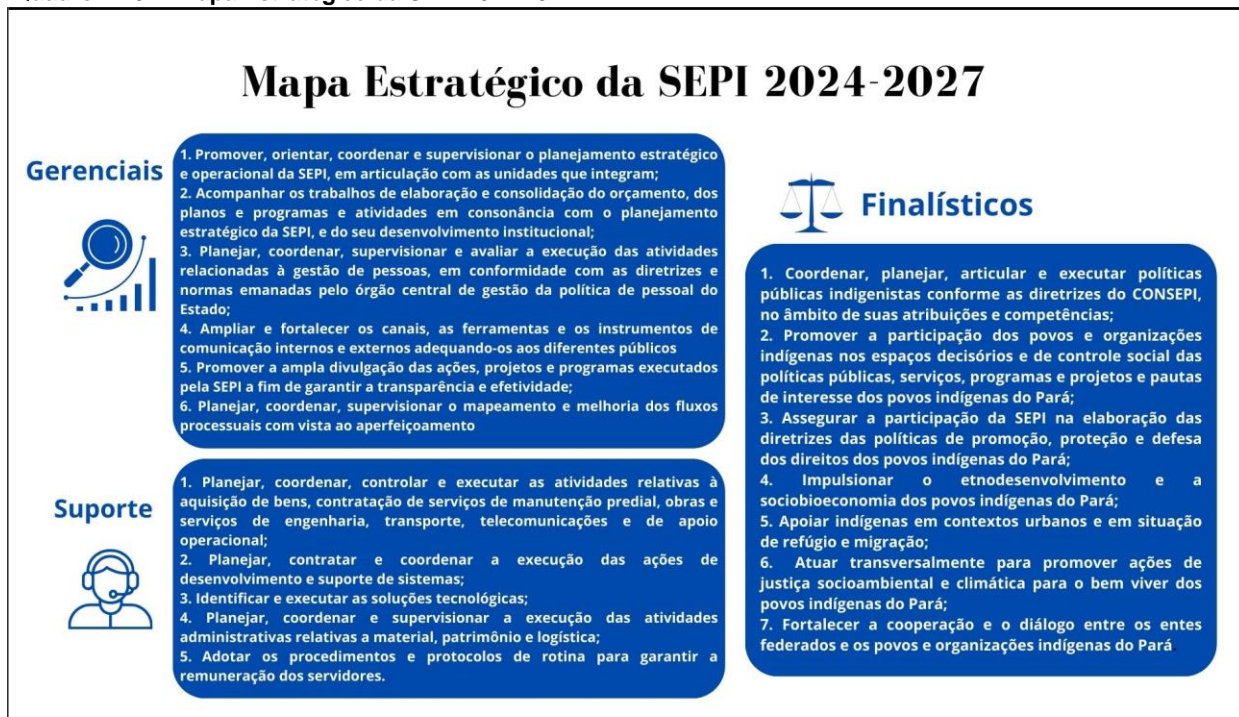 Mapa Estratégico da SEPI 2024-2027
Gerenciais
1. Promover, orientar, coordenar e supervisionar o planejamento estratégico
e operacional da SEPI, em articulação com as unidades que integram;
2. Acompanhar os trabalhos de elaboração e consolidação do orçamento, dos
planos e programas e atividades em consonância com o planejamento
estratégico da SEPI, e do seu desenvolvimento institucional;
3. Planejar, coordenar, supervisionar e avaliar a execução das atividades
relacionadas à gestão de pessoas, em conformidade com as diretrizes e
normas emanadas pelo órgão central de gestão da política de pessoal do
Estado;
4. Ampliar e fortalecer os canais, as ferramentas e os instrumentos de
comunicação internos e externos adequando-os aos diferentes públicos
5. Promover a ampla divulgação das ações, projetos e programas executados
pela SEPI a fim de garantir a transparência e efetividade;
6. Planejar, coordenar, supervisionar o mapeamento e melhoria dos fluxos
processuais com vista ao aperfeiçoamento
Suporte
1. Planejar, coordenar, controlar e executar as atividades relativas à
aquisição de bens, contratação de serviços de manutenção predial, obras e
serviços de engenharia, transporte, telecomunicações e de apoio
operacional;
2. Planejar, contratar e coordenar a execução das ações de
desenvolvimento e suporte de sistemas;
3. Identificar e executar as soluções tecnológicas;
4. Planejar, coordenar e supervisionar a execução das atividades
administrativas relativas a material, patrimônio e logística;
5. Adotar os procedimentos e protocolos de rotina para garantir a
remuneração dos servidores.
Finalísticos
1. Coordenar, planejar, articular e executar políticas
públicas indigenistas conforme as diretrizes do CONSEPI,
no âmbito de suas atribuições e competências;
2. Promover a participação dos povos e organizações
indígenas nos espaços decisórios e de controle social das
políticas públicas, serviços, programas e projetos e pautas
de interesse dos povos indígenas do Pará;
3. Assegurar a participação da SEPI na elaboração das
diretrizes das políticas de promoção, proteção e defesa
dos direitos dos povos indígenas do Pará;
4. Impulsionar o etnodesenvolvimento e a
sociobioeconomia dos povos indígenas do Pará;
5. Apoiar indígenas em contextos urbanos e em situação
de refúgio e migração;
6. Atuar transversalmente para promover ações de
justiça socioambiental e climática para o bem viver dos
povos indígenas do Pará;
7. Fortalecer a cooperação e o diálogo entre os entes
federados e os povos e organizações indígenas do Pará